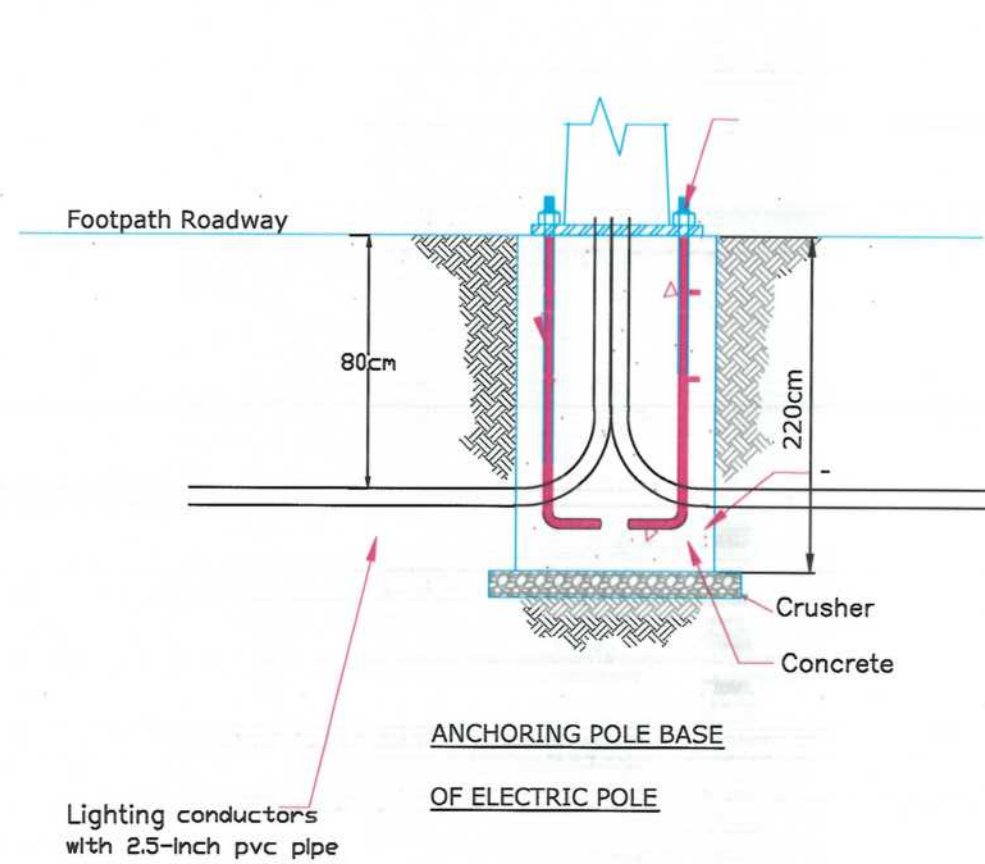 Footpath Roadway
80cm
220cm
-
Crusher
Concrete
ANCHORING POLE BASE
OF ELECTRIC POLE
Lighting conductors
with 2.5-inch pvc pipe